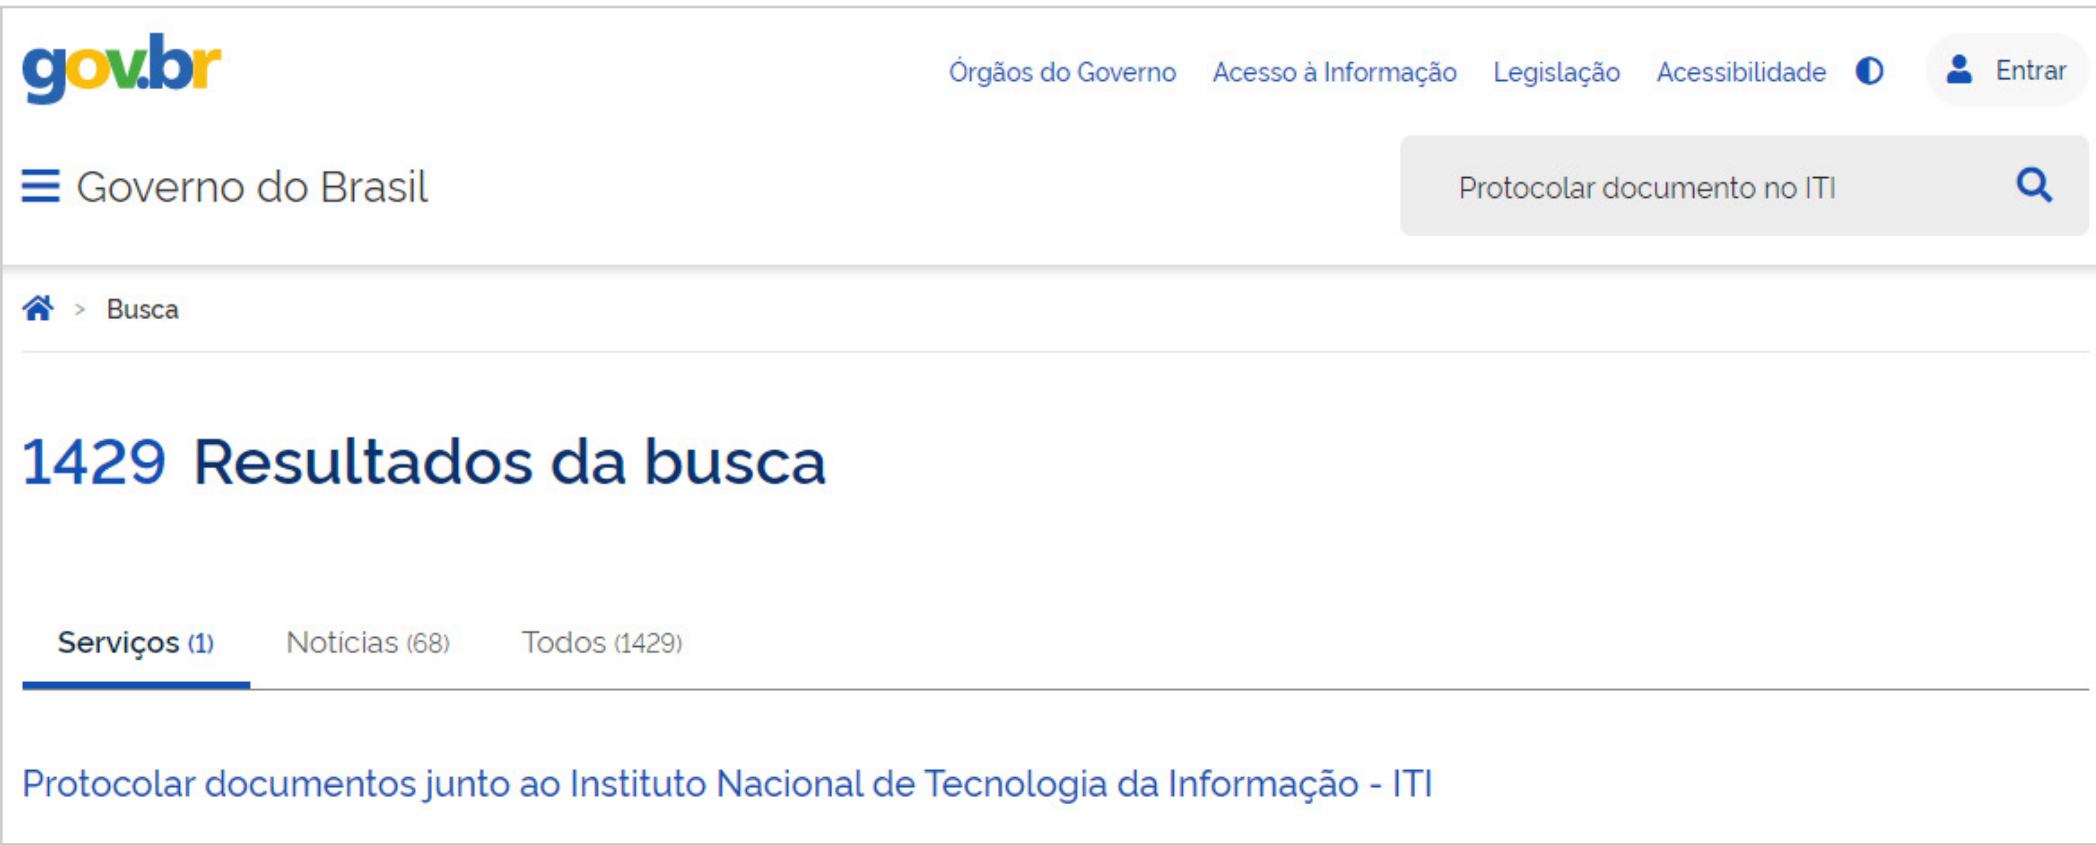 gov.br
Órgãos do Governo Acesso à Informação Legislação Acessibilidade Entrar
Governo do Brasil
Protocolar documento no ITI
> Busca
1429 Resultados da busca
Serviços (1) Notícias (68) Todos (1429)
Protocolar documentos junto ao Instituto Nacional de Tecnologia da Informação - ITI